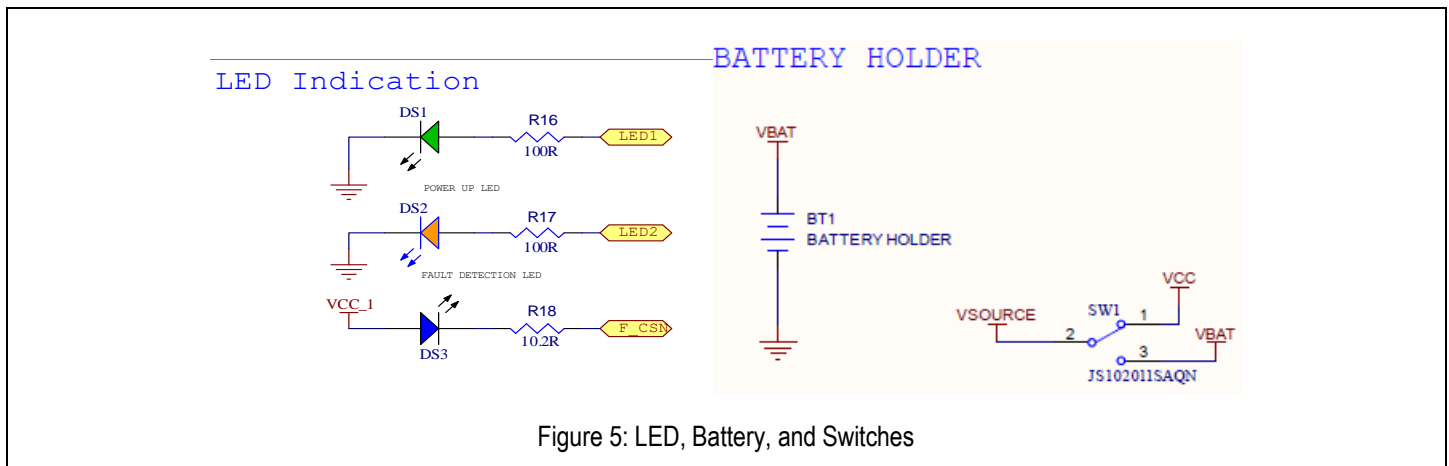 LED Indication
DS1
R16
LED1
100R
POWER UP LED
DS2
R17
LED2
100R
FAULT DETECTION LED
VCC_1
R18
F_CSN
10.2R
DS3
BATTERY HOLDER
VBAT
BT1
BATTERY HOLDER
VCC
VSOURCE
SW1
1
2
VBAT
3
JS102011SAQN
Figure 5: LED, Battery, and Switches